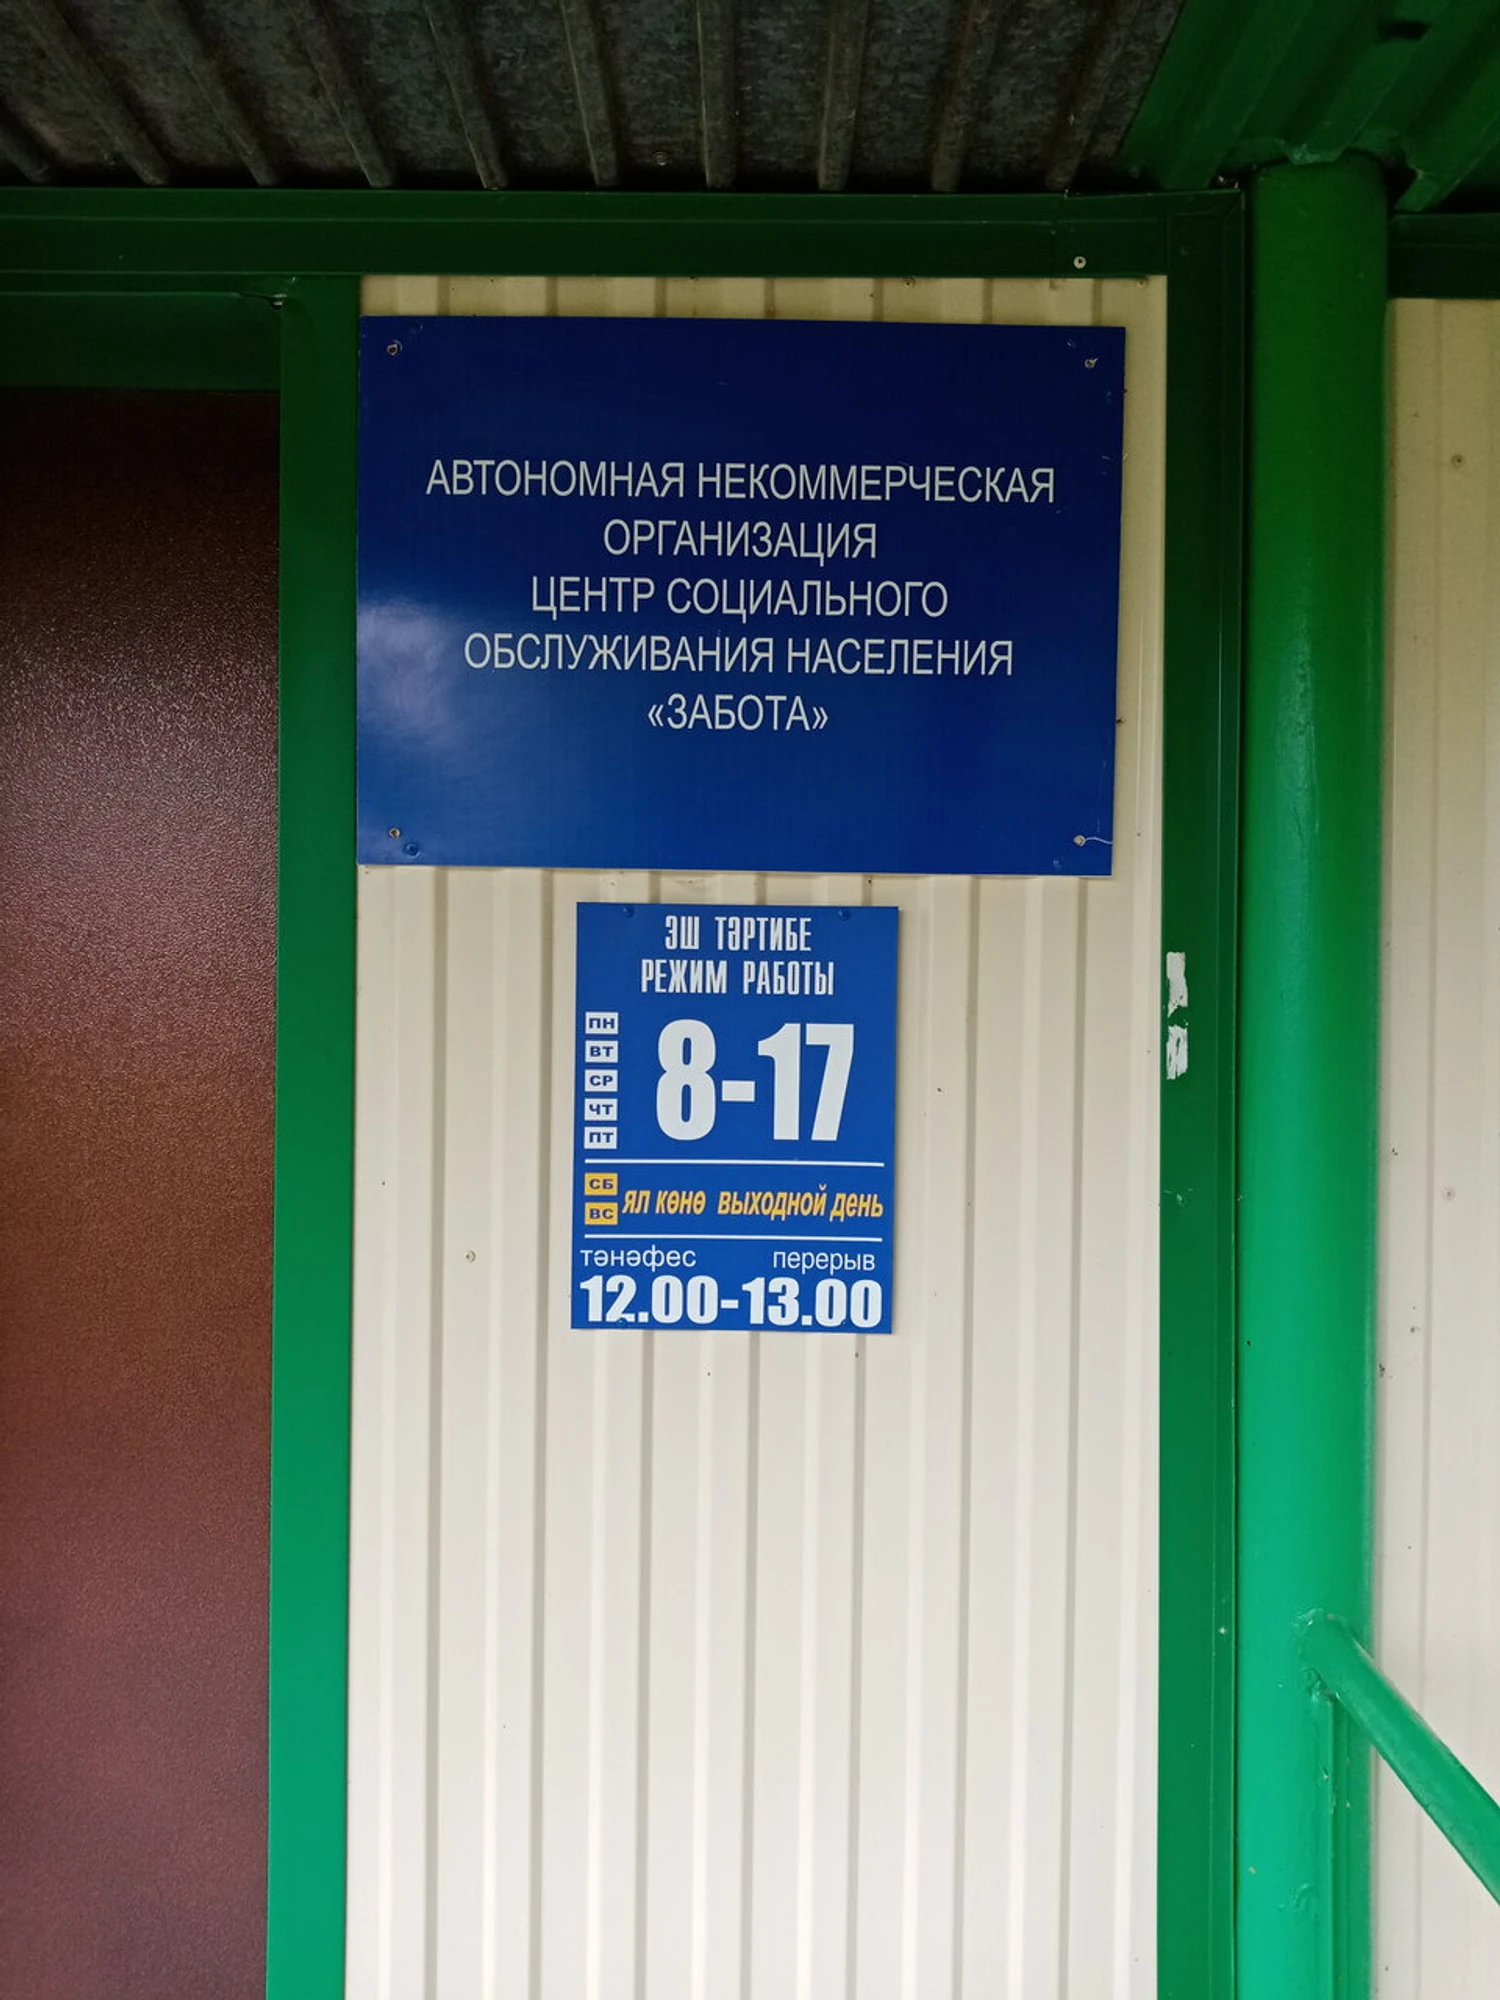 АВТОНОМНАЯ НЕКОММЕРЧЕСКАЯ
ОРГАНИЗАЦИЯ
ЦЕНТР СОЦИАЛЬНОГО
ОБСЛУЖИВАНИЯ НАСЕЛЕНИЯ
«ЗАБОТА»
ЭШ ТӘРТИБЕ
РЕЖИМ РАБОТЫ
ПН
ВТ
СР
ЧТ
ПТ
8-17
СБ
ВС
ЯЛ КӨНӨ ВЫХОДНОЙ ДЕНЬ
тәнәфес перерыв
12.00-13.00